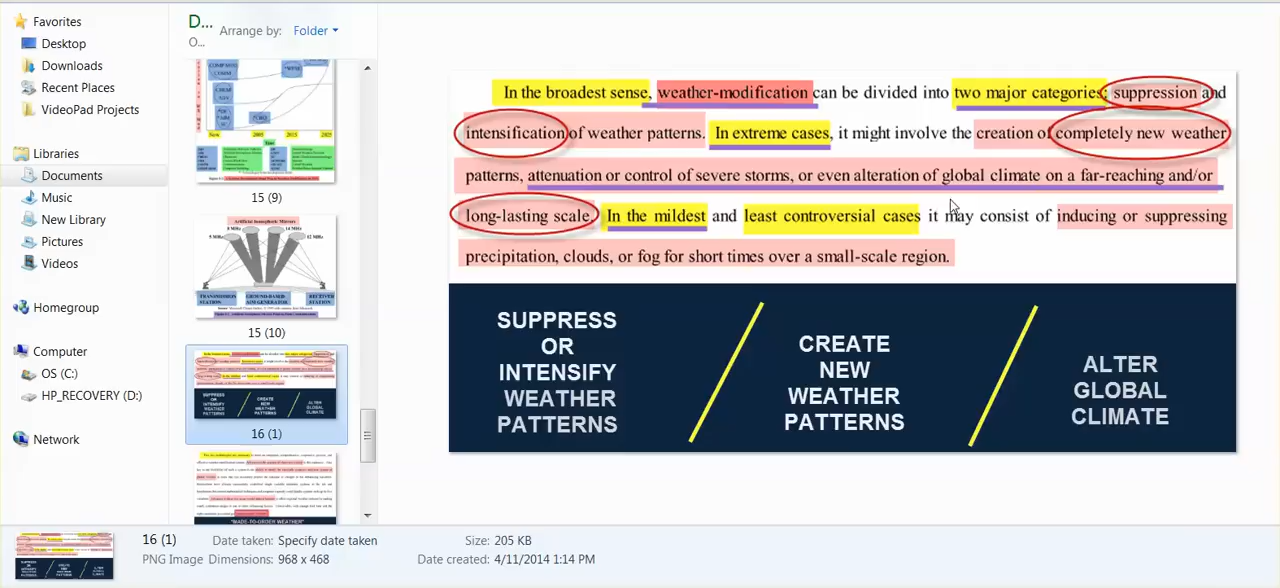 Favorites
Desktop
Downloads
Recent Places
VideoPad Projects
Libraries
Documents
Music
New Library
Pictures
Videos
Homegroup
Computer
OS (C:)
HP_RECOVERY (D:)
Network
D...
O...
Arrange by: Folder
15 (9)
Artificial Ionospheric Mirrors
15 (10)
16 (1)
"MADE-TO-ORDER WEATHER"
In the broadest sense, weather-modification can be divided into two major categories: suppression and
intensification of weather patterns. In extreme cases, it might involve the creation of completely new weather
patterns, attenuation or control of severe storms, or even alteration of global climate on a far-reaching and/or
long-lasting scale. In the mildest and least controversial cases it may consist of inducing or suppressing
precipitation, clouds, or fog for short times over a small-scale region.
SUPPRESS
OR
INTENSIFY
WEATHER
PATTERNS
CREATE
NEW
WEATHER
PATTERNS
ALTER
GLOBAL
CLIMATE
16 (1)
Date taken: Specify date taken
Size: 205 KB
PNG Image Dimensions: 968 x 468
Date created: 4/11/2014 1:14 PM